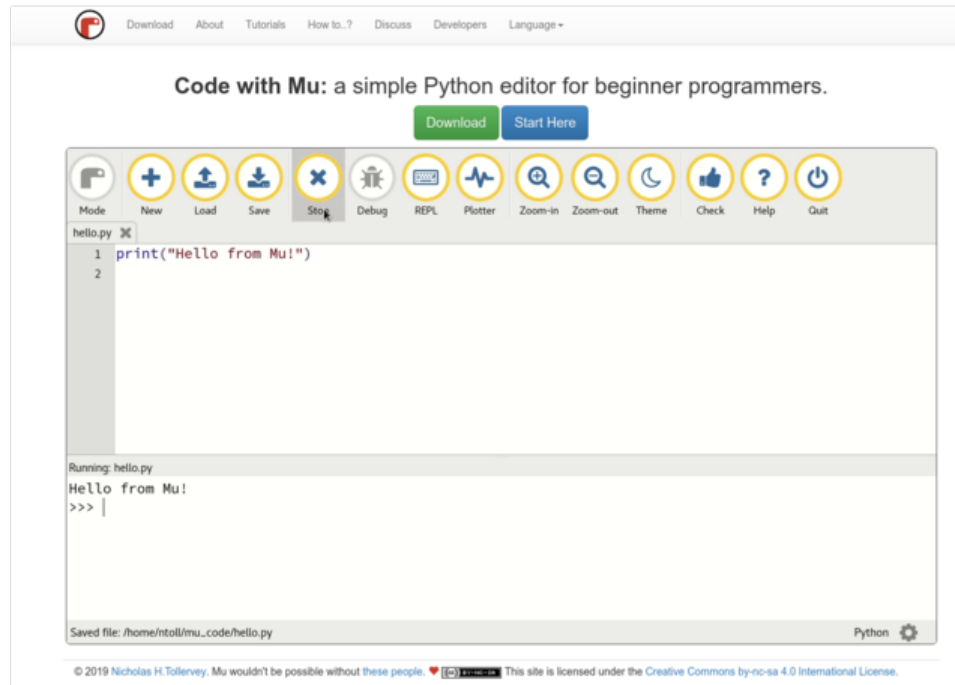 Download About Tutorials How to..? Discuss Developers Language
Code with Mu: a simple Python editor for beginner programmers.
Download Start Here
Mode New Load Save Stop Debug REPL Plotter Zoom-in Zoom-out Theme Check Help Quit
hello.py
1 print("Hello from Mu!")
2
Running: hello.py
Hello from Mu!
>>>
Saved file: /home/ntoll/mu_code/hello.py Python
© 2019 Nicholas H.Tollervey. Mu wouldn't be possible without these people. ❤ (cc) BY-NC-SA This site is licensed under the Creative Commons by-nc-sa 4.0 International License.